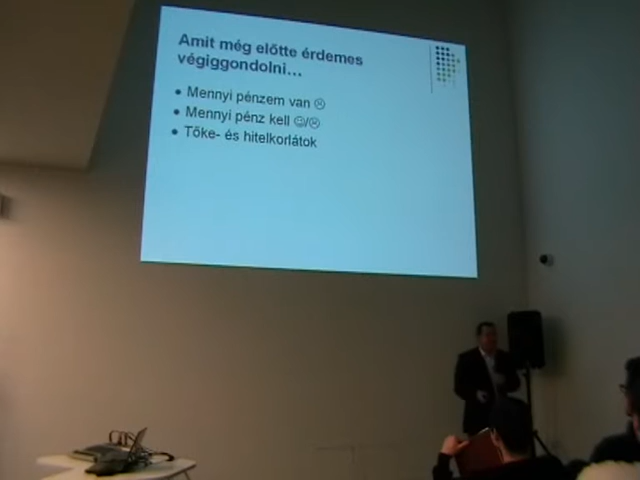 Amit még előtte érdemes
végiggondolni…
• Mennyi pénzem van ☹
• Mennyi pénz kell ☺/☹
• Tőke- és hitelkorlátok